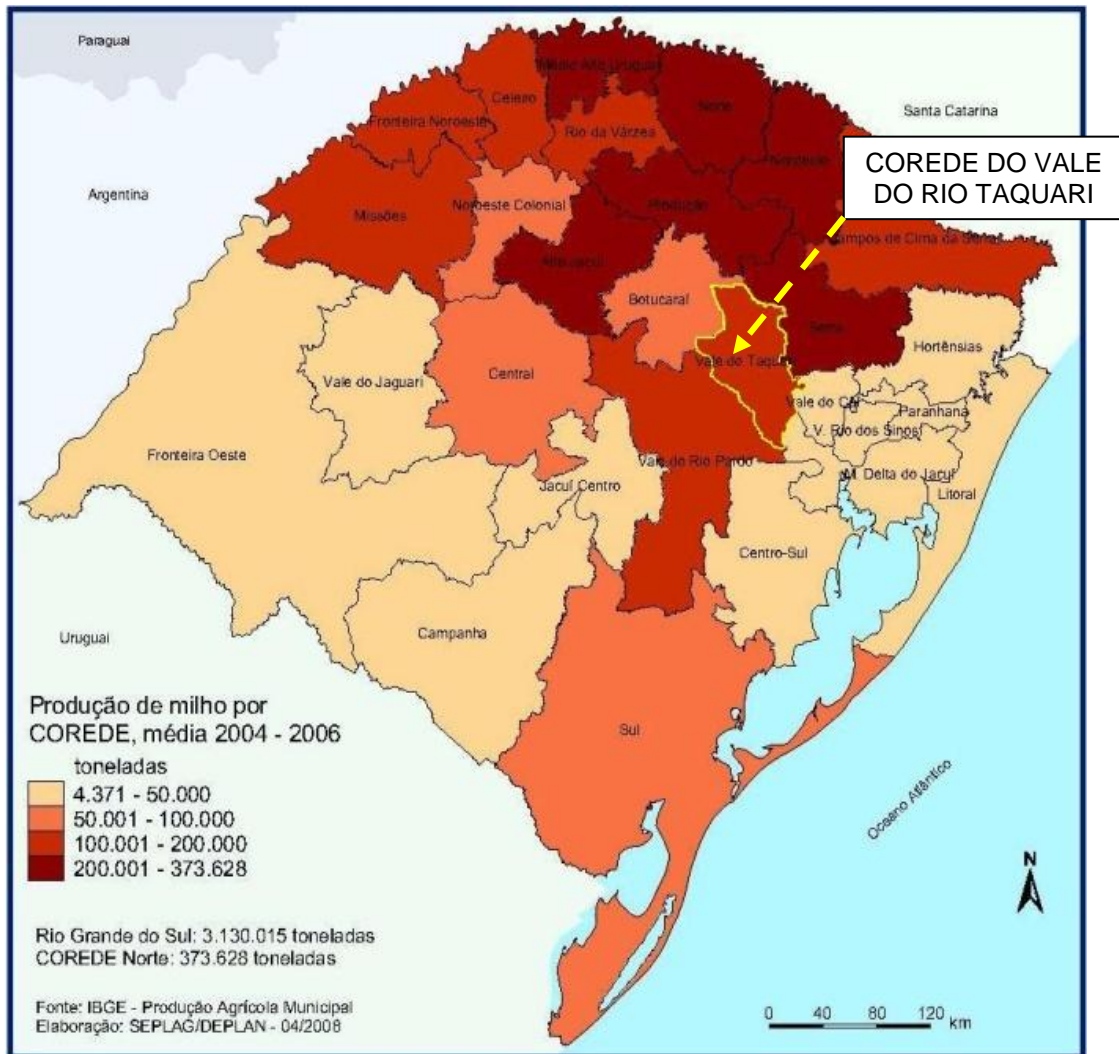 Paraguai
Médio Alto Uruguai
Celeiro
Norte
Santa Catarina
Fronteira Noroeste
Rio da Várzea
Nordeste
COREDE DO VALE
DO RIO TAQUARI
Argentina
Missões
Noroeste Colonial
Produção
Campos de Cima da Serra
Alto Jacuí
Botucaraí
Serra
Hortênsias
Vale do Taquari
Vale do Jaguari
Central
Vale do Caí
Paranhana
V. Rio dos Sinos
Fronteira Oeste
Vale do Rio Pardo
M. Delta do Jacuí
Jacuí Centro
Litoral
Centro-Sul
Campanha
Uruguai
Sul
Produção de milho por
COREDE, média 2004 - 2006
toneladas
4.371 - 50.000
50.001 - 100.000
100.001 - 200.000
200.001 - 373.628
Oceano Atlântico
N
Rio Grande do Sul: 3.130.015 toneladas
COREDE Norte: 373.628 toneladas
Fonte: IBGE - Produção Agrícola Municipal
Elaboração: SEPLAG/DEPLAN - 04/2008
0 40 80 120
km